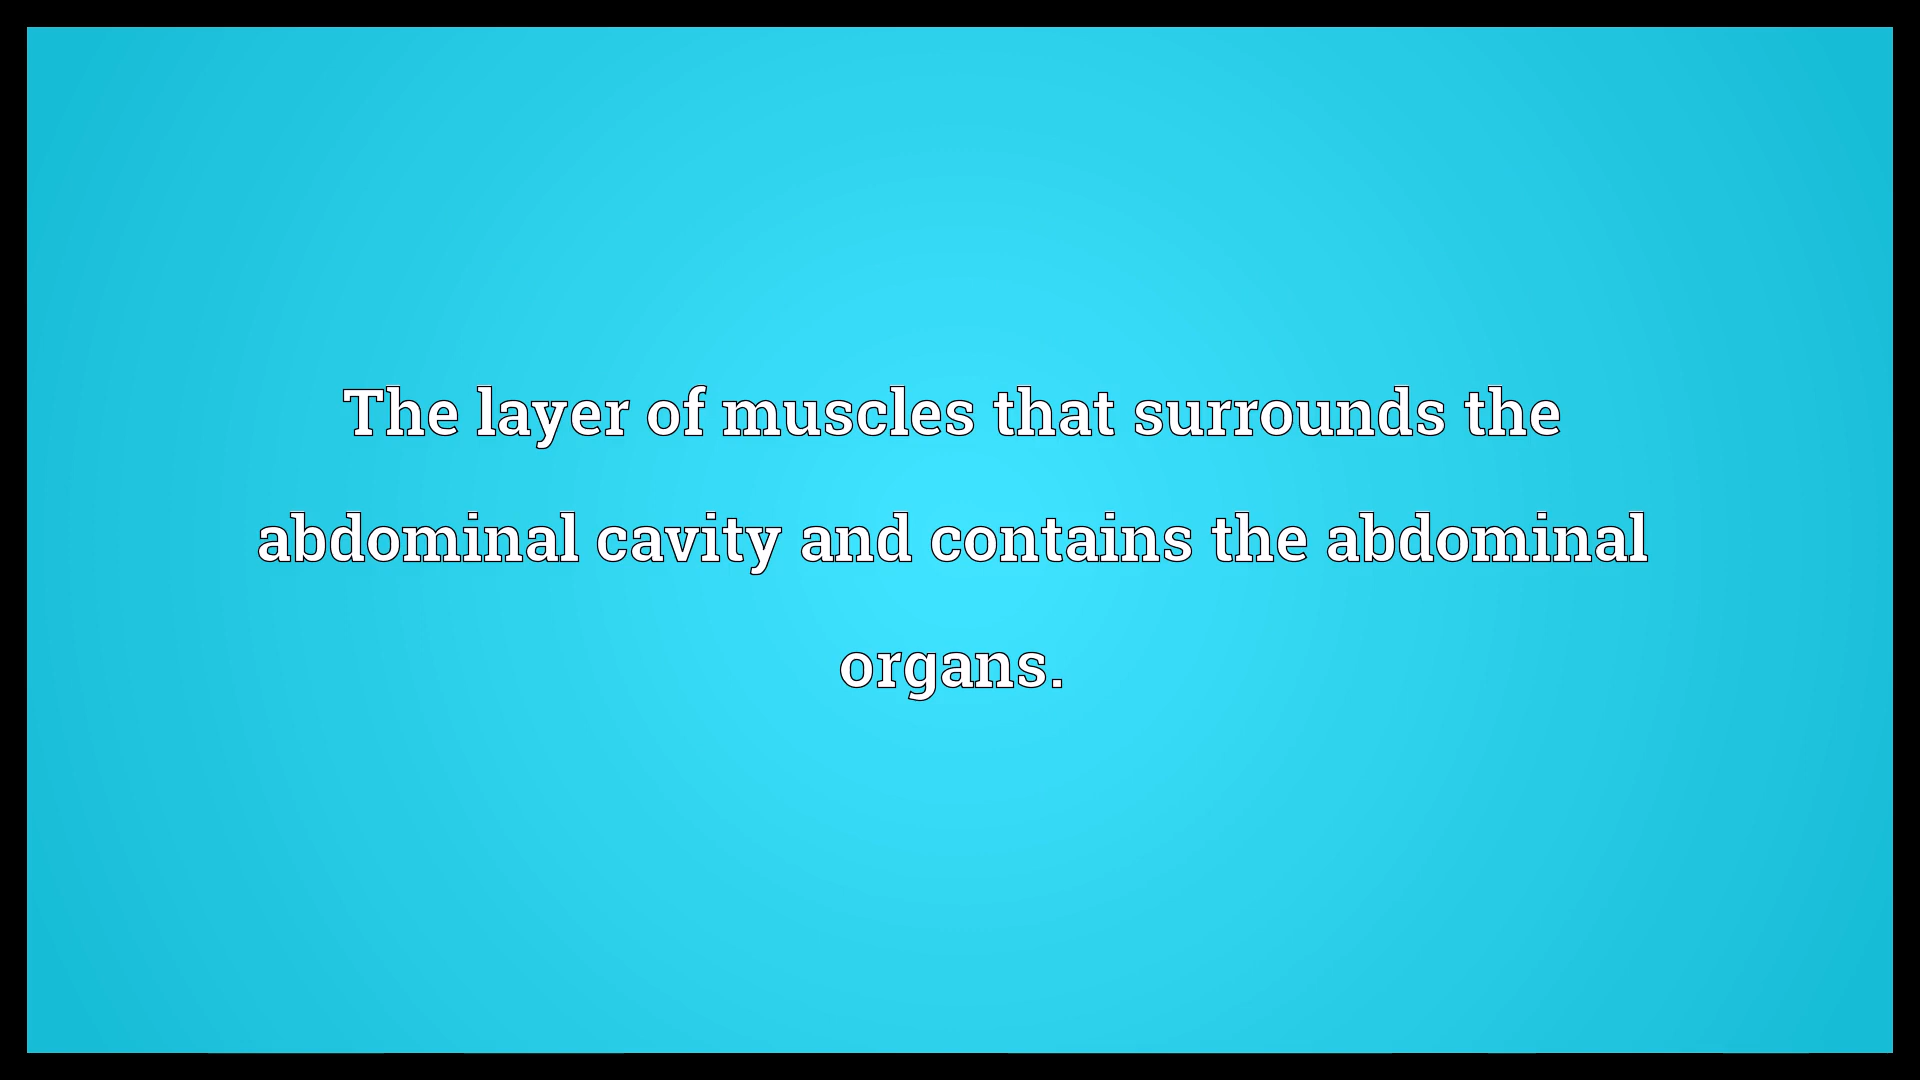 The layer of muscles that surrounds the
abdominal cavity and contains the abdominal
organs.